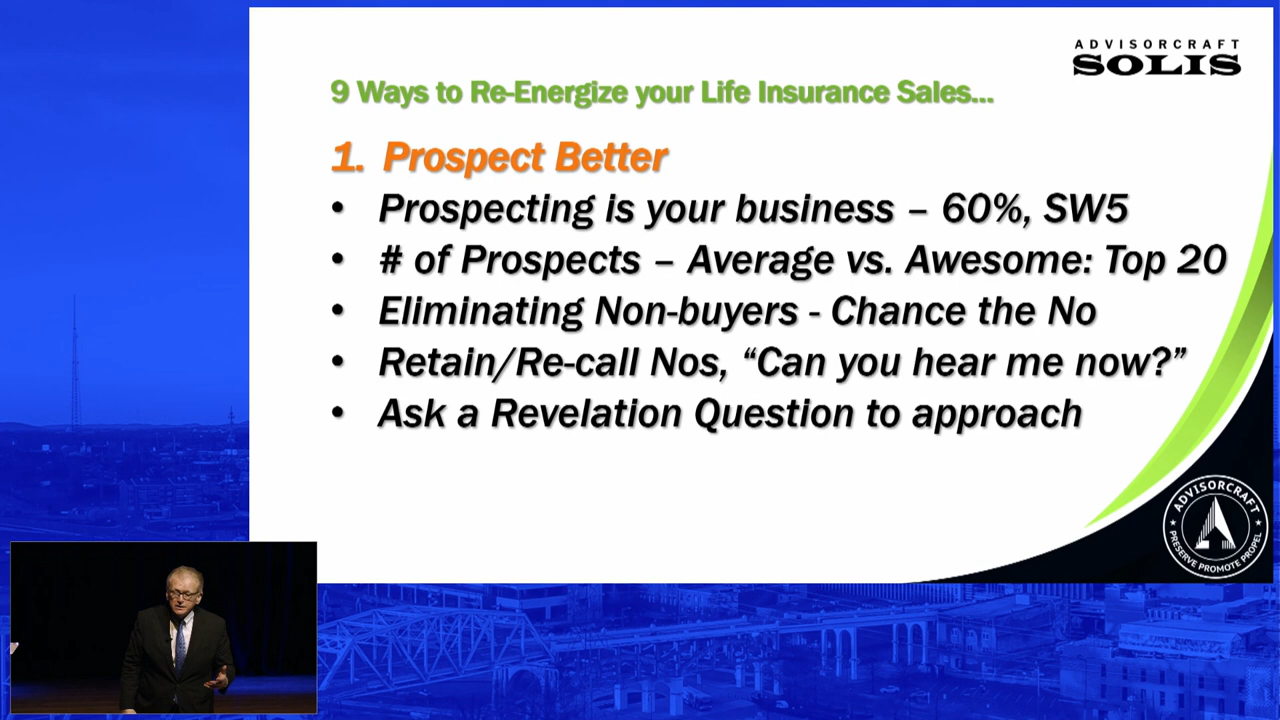 ADVISORCRAFT
SOLIS
9 Ways to Re-Energize your Life Insurance Sales...
1. Prospect Better
• Prospecting is your business – 60%, SW5
• # of Prospects – Average vs. Awesome: Top 20
• Eliminating Non-buyers - Chance the No
• Retain/Re-call Nos, “Can you hear me now?”
• Ask a Revelation Question to approach
ADVISORCRAFT
PRESERVE PROMOTE PROPEL